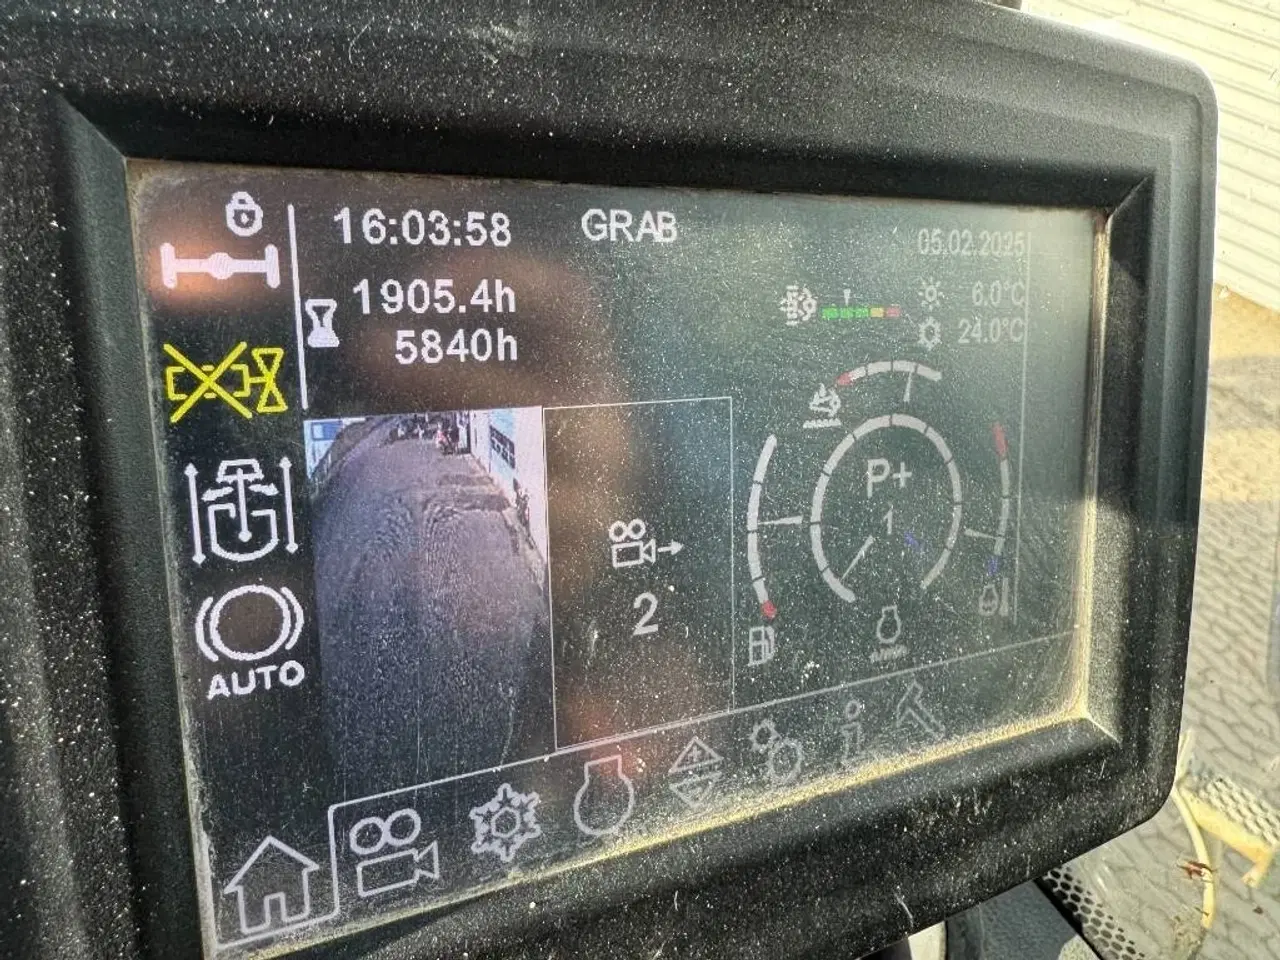 16:03:58
GRAB
05.02.2025
1905.4h
5840h
6.0°C
24.0°C
P+
1
2
AUTO